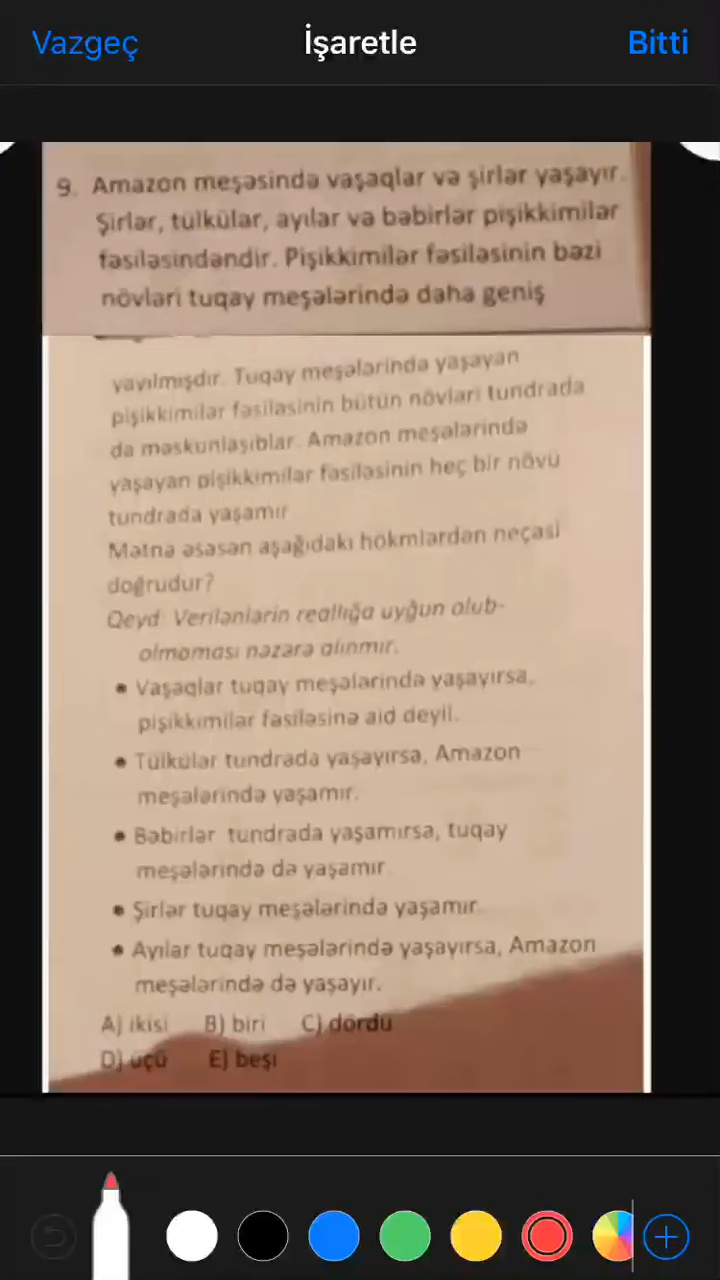 Vazgeç
İşaretle
Bitti
9. Amazon meşəsində vaşaqlar və şirlər yaşayır.
Şirlər, tülkülər, ayılar və bəbirlər pişikkimilər
fəsiləsindəndir. Pişikkimilər fəsiləsinin bəzi
növləri tuqay meşələrində daha geniş
yayılmışdır. Tuqay meşələrində yaşayan
pişikkimilər fəsiləsinin bütün növləri tundrada
da məskunlaşıblar. Amazon meşələrində
yaşayan pişikkimilər fəsiləsinin heç bir növü
tundrada yaşamır
Mətnə əsasən aşağıdakı hökmlərdən neçəsi
doğrudur?
Qeyd: Verilənlərin reallığa uyğun olub-
olmaması nəzərə alınmır.
• Vaşaqlar tuqay meşələrində yaşayırsa,
pişikkimilər fəsiləsinə aid deyil.
• Tülkülər tundrada yaşayırsa, Amazon
meşələrində yaşamır.
• Bəbirlər tundrada yaşamırsa, tuqay
meşələrində də yaşamır
• Şirlər tuqay meşələrində yaşamır.
• Ayılar tuqay meşələrində yaşayırsa, Amazon
meşələrində də yaşayır.
A) ikisi B) biri C) dördü
D) üçü E) beşi